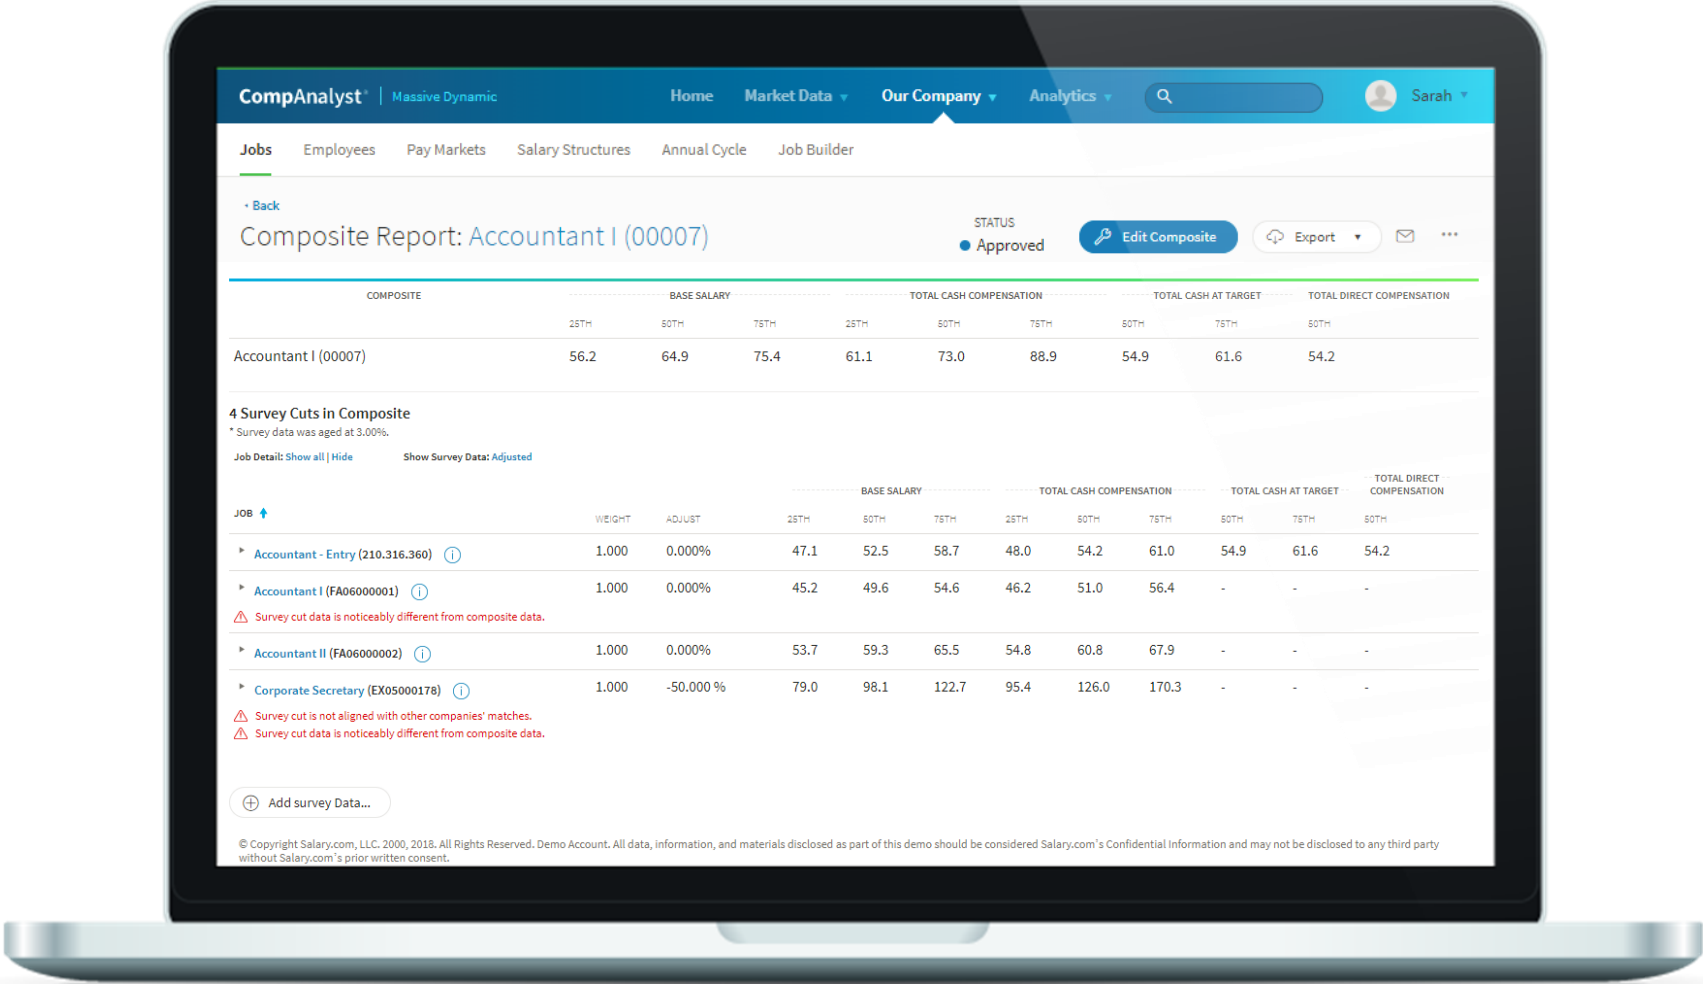 CompAnalyst® | Massive Dynamic Home Market Data Our Company Analytics Sarah
Jobs Employees Pay Markets Salary Structures Annual Cycle Job Builder
Back
Composite Report: Accountant I (00007)
STATUS
Approved
Edit Composite
Export
COMPOSITE BASE SALARY TOTAL CASH COMPENSATION TOTAL CASH AT TARGET TOTAL DIRECT COMPENSATION
25TH 50TH 75TH 25TH 50TH 75TH 50TH 75TH 50TH
Accountant I (00007) 56.2 64.9 75.4 61.1 73.0 88.9 54.9 61.6 54.2
4 Survey Cuts in Composite
* Survey data was aged at 3.00%.
Job Detail: Show all | Hide Show Survey Data: Adjusted
BASE SALARY TOTAL CASH COMPENSATION TOTAL CASH AT TARGET TOTAL DIRECT
COMPENSATION
JOB WEIGHT ADJUST 25TH 50TH 75TH 25TH 50TH 75TH 50TH 75TH 50TH
Accountant - Entry (210.316.360) 1.000 0.000% 47.1 52.5 58.7 48.0 54.2 61.0 54.9 61.6 54.2
Accountant I (FA06000001) 1.000 0.000% 45.2 49.6 54.6 46.2 51.0 56.4 - - -
Survey cut data is noticeably different from composite data.
Accountant II (FA06000002) 1.000 0.000% 53.7 59.3 65.5 54.8 60.8 67.9 - - -
Corporate Secretary (EX05000178) 1.000 -50.000 % 79.0 98.1 122.7 95.4 126.0 170.3 - - -
Survey cut is not aligned with other companies' matches.
Survey cut data is noticeably different from composite data.
Add survey Data...
© Copyright Salary.com, LLC. 2000, 2018. All Rights Reserved. Demo Account. All data, information, and materials disclosed as part of this demo should be considered Salary.com's Confidential Information and may not be disclosed to any third party
without Salary.com's prior written consent.